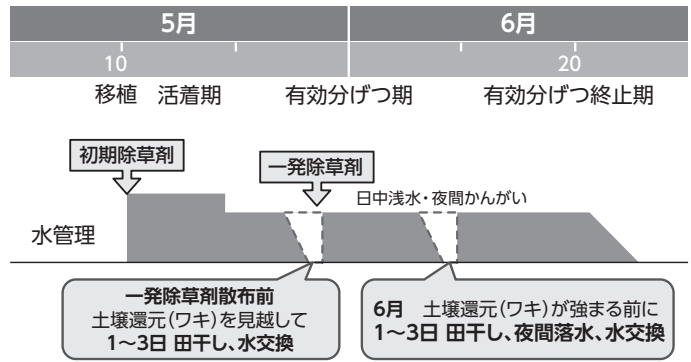 5月
6月
10
20
移植
活着期
有効分げつ期
有効分げつ終止期
初期除草剤
一発除草剤
日中浅水・夜間かんがい
水管理
一発除草剤散布前
土壌還元(ワキ)を見越して
1〜3日 田干し、水交換
6月 土壌還元(ワキ)が強まる前に
1〜3日 田干し、夜間落水、水交換